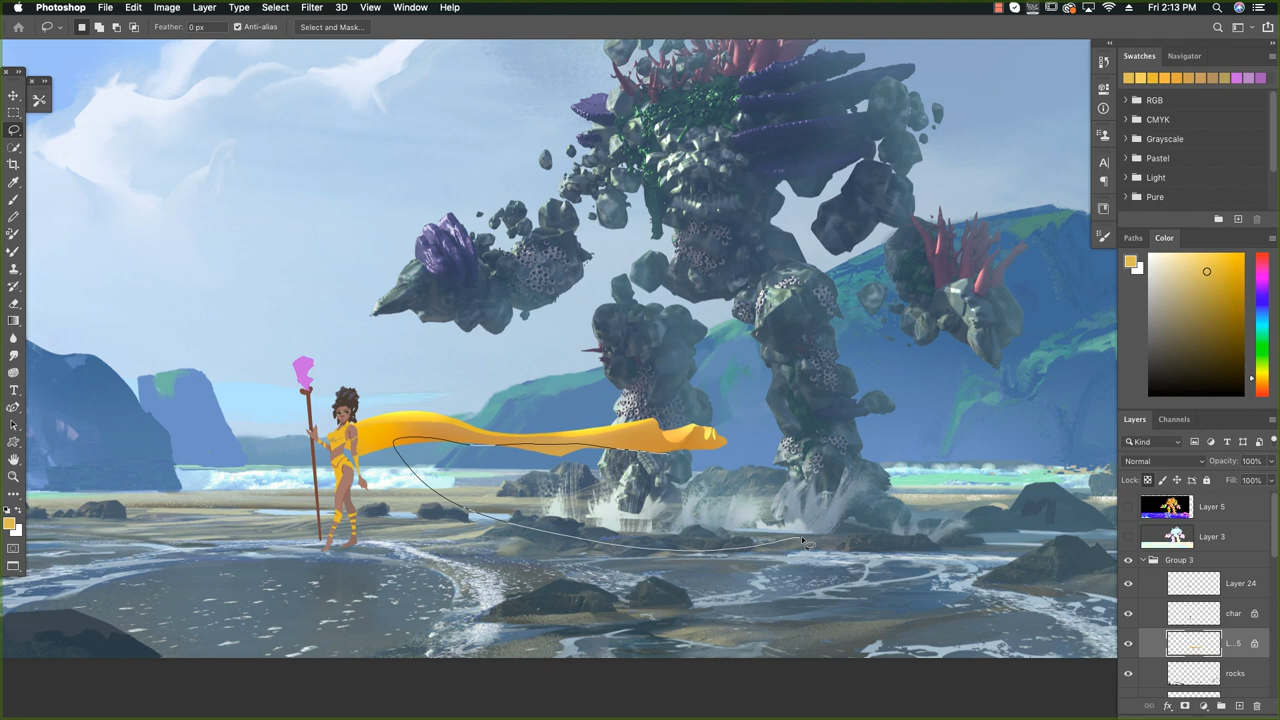 Photoshop File Edit Image Layer Type Select Filter 3D View Window Help Fri 2:13 PM
Feather: 0 px Anti-alias Select and Mask...
Swatches Navigator
RGB
CMYK
Grayscale
Pastel
Light
Pure
Paths Color
Layers Channels
Kind
Normal Opacity: 100%
Lock: Fill: 100%
Layer 5
Layer 3
Group 3
Layer 24
char
L...5
rocks
fx